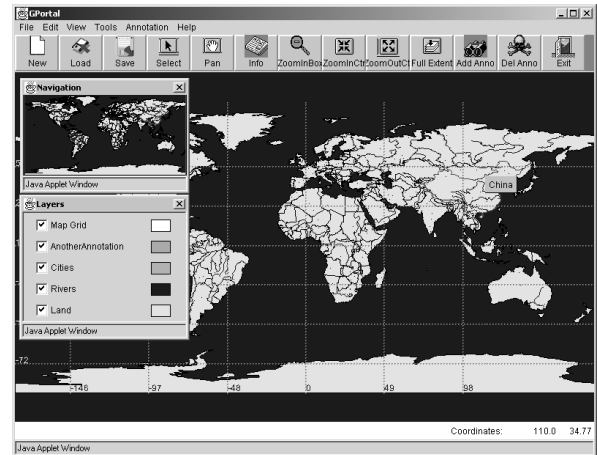 GPortal
File Edit View Tools Annotation Help
New Load Save Select Pan Info ZoomInBox ZoomInCtr ZoomOutCt Full Extent Add Anno Del Anno Exit
Navigation
Java Applet Window
China
Layers
Map Grid
AnotherAnnotation
Cities
Rivers
Land
Java Applet Window
-72
-146 -97 -48 0 49 98
Coordinates: 110.0 34.77
Java Applet Window